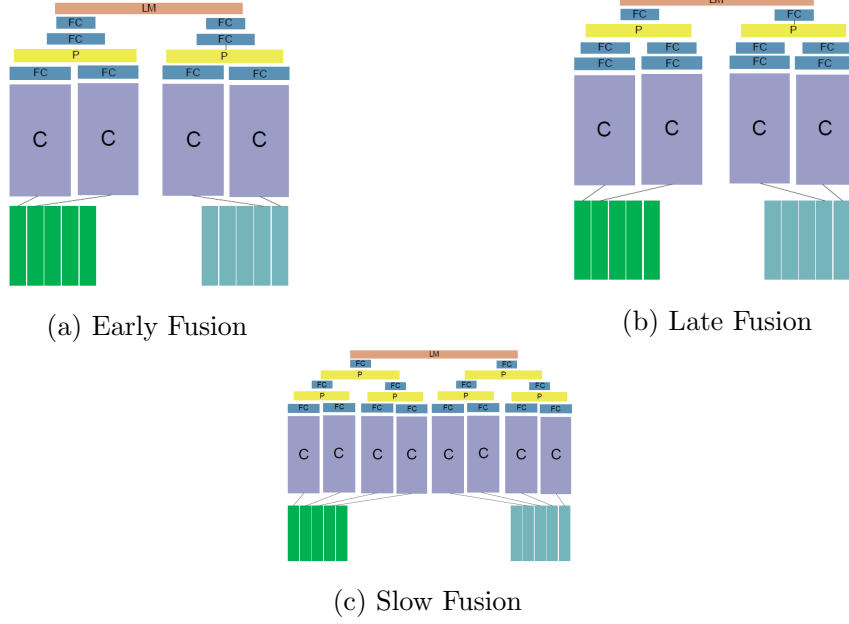 LM
FC FC
FC FC
P P
FC FC FC FC
C C C C
(a) Early Fusion
LM
FC FC
P P
FC FC FC FC
FC FC FC FC
C C C C
(b) Late Fusion
LM
FC FC
P P
FC FC FC FC
P P P P
FC FC FC FC FC FC FC FC
C C C C C C C C
(c) Slow Fusion